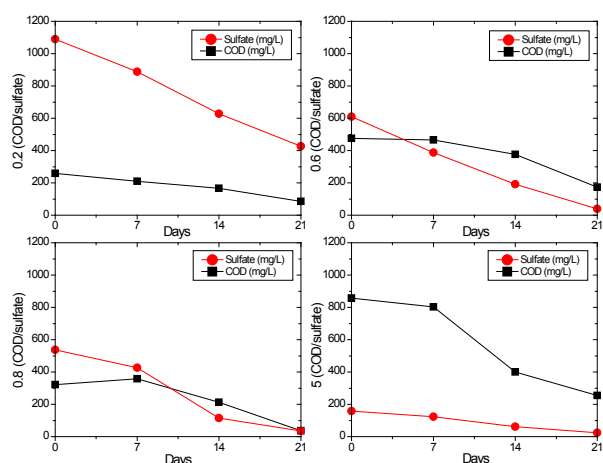 1200
1000
800
600
400
200
0
0.2 (COD/sulfate)
Sulfate (mg/L)
COD (mg/L)
0 7 14 21
Days
1200
1000
800
600
400
200
0
0.6 (COD/sulfate)
Sulfate (mg/L)
COD (mg/L)
0 7 14 21
Days
1200
1000
800
600
400
200
0
0.8 (COD/sulfate)
Sulfate (mg/L)
COD (mg/L)
0 7 14 21
Days
1200
1000
800
600
400
200
0
5 (COD/sulfate)
Sulfate (mg/L)
COD (mg/L)
0 7 14 21
Days